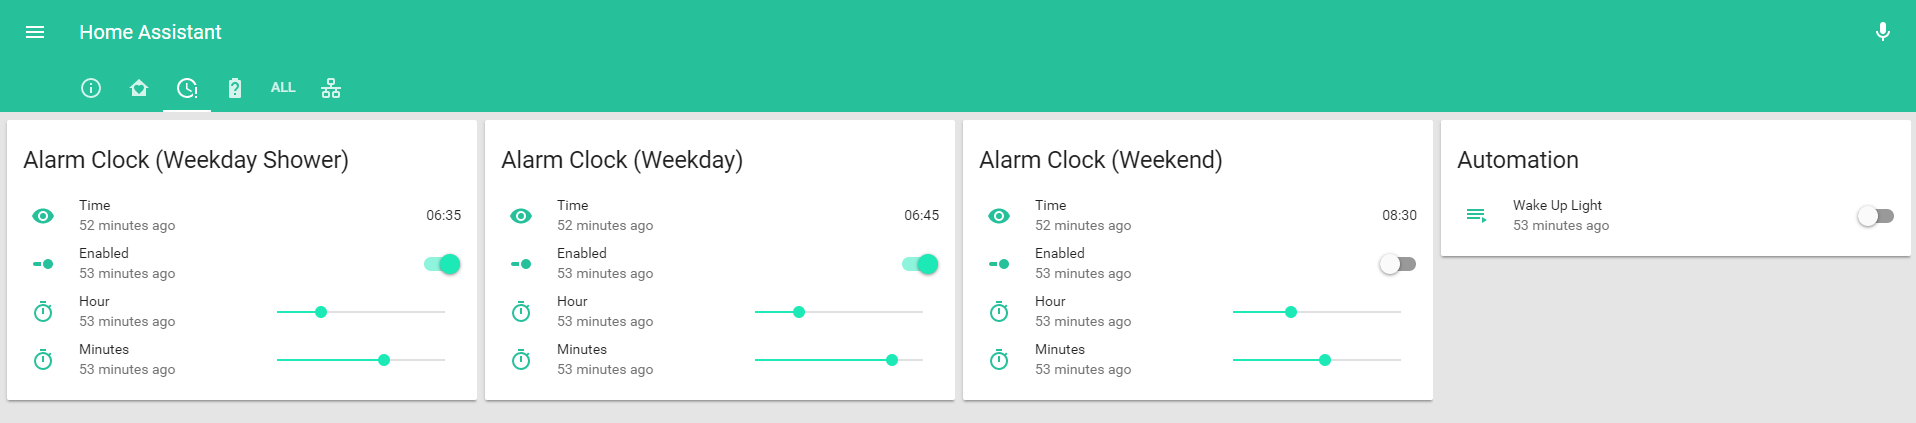 Home Assistant
ALL
Alarm Clock (Weekday Shower)
Time
52 minutes ago
06:35
Enabled
53 minutes ago
Hour
53 minutes ago
Minutes
53 minutes ago
Alarm Clock (Weekday)
Time
52 minutes ago
06:45
Enabled
53 minutes ago
Hour
53 minutes ago
Minutes
53 minutes ago
Alarm Clock (Weekend)
Time
52 minutes ago
08:30
Enabled
53 minutes ago
Hour
53 minutes ago
Minutes
53 minutes ago
Automation
Wake Up Light
53 minutes ago